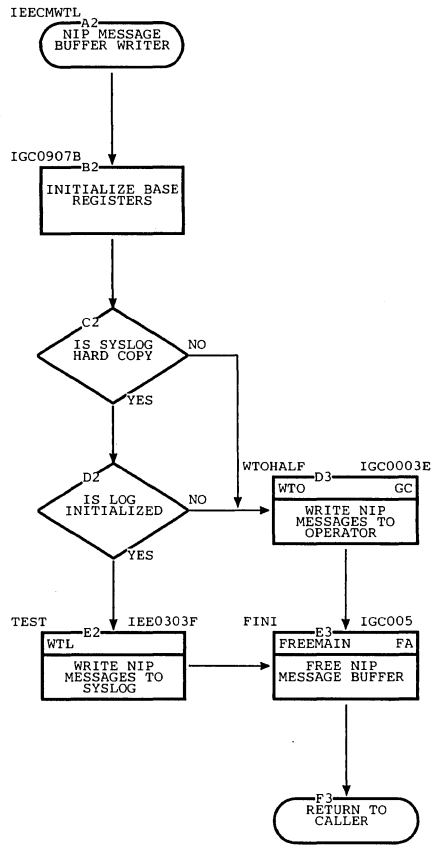 IEECMWTL
A2
NIP MESSAGE
BUFFER WRITER
IGC0907B
B2
INITIALIZE BASE
REGISTERS
C2
IS SYSLOG
HARD COPY
NO
YES
D2
IS LOG
INITIALIZED
NO
YES
WTOHALF
IGC0003E
D3
WTO
GC
WRITE NIP
MESSAGES TO
OPERATOR
TEST
IEE0303F
E2
WTL
WRITE NIP
MESSAGES TO
SYSLOG
FINI
IGC005
E3
FREEMAIN
FA
FREE NIP
MESSAGE BUFFER
F3
RETURN TO
CALLER